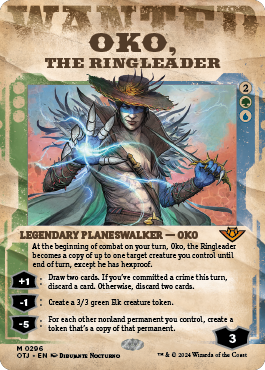 WANTED
OKO,
THE RINGLEADER
2
LEGENDARY PLANESWALKER — OKO
At the beginning of combat on your turn, Oko, the Ringleader
becomes a copy of up to one target creature you control until
end of turn, except he has hexproof.
+1: Draw two cards. If you've committed a crime this turn,
discard a card. Otherwise, discard two cards.
-1: Create a 3/3 green Elk creature token.
-5: For each other nonland permanent you control, create a
token that's a copy of that permanent.
3
M 0296
OTJ • EN DIBUJANTE NOCTURNO
™ & © 2024 Wizards of the Coast